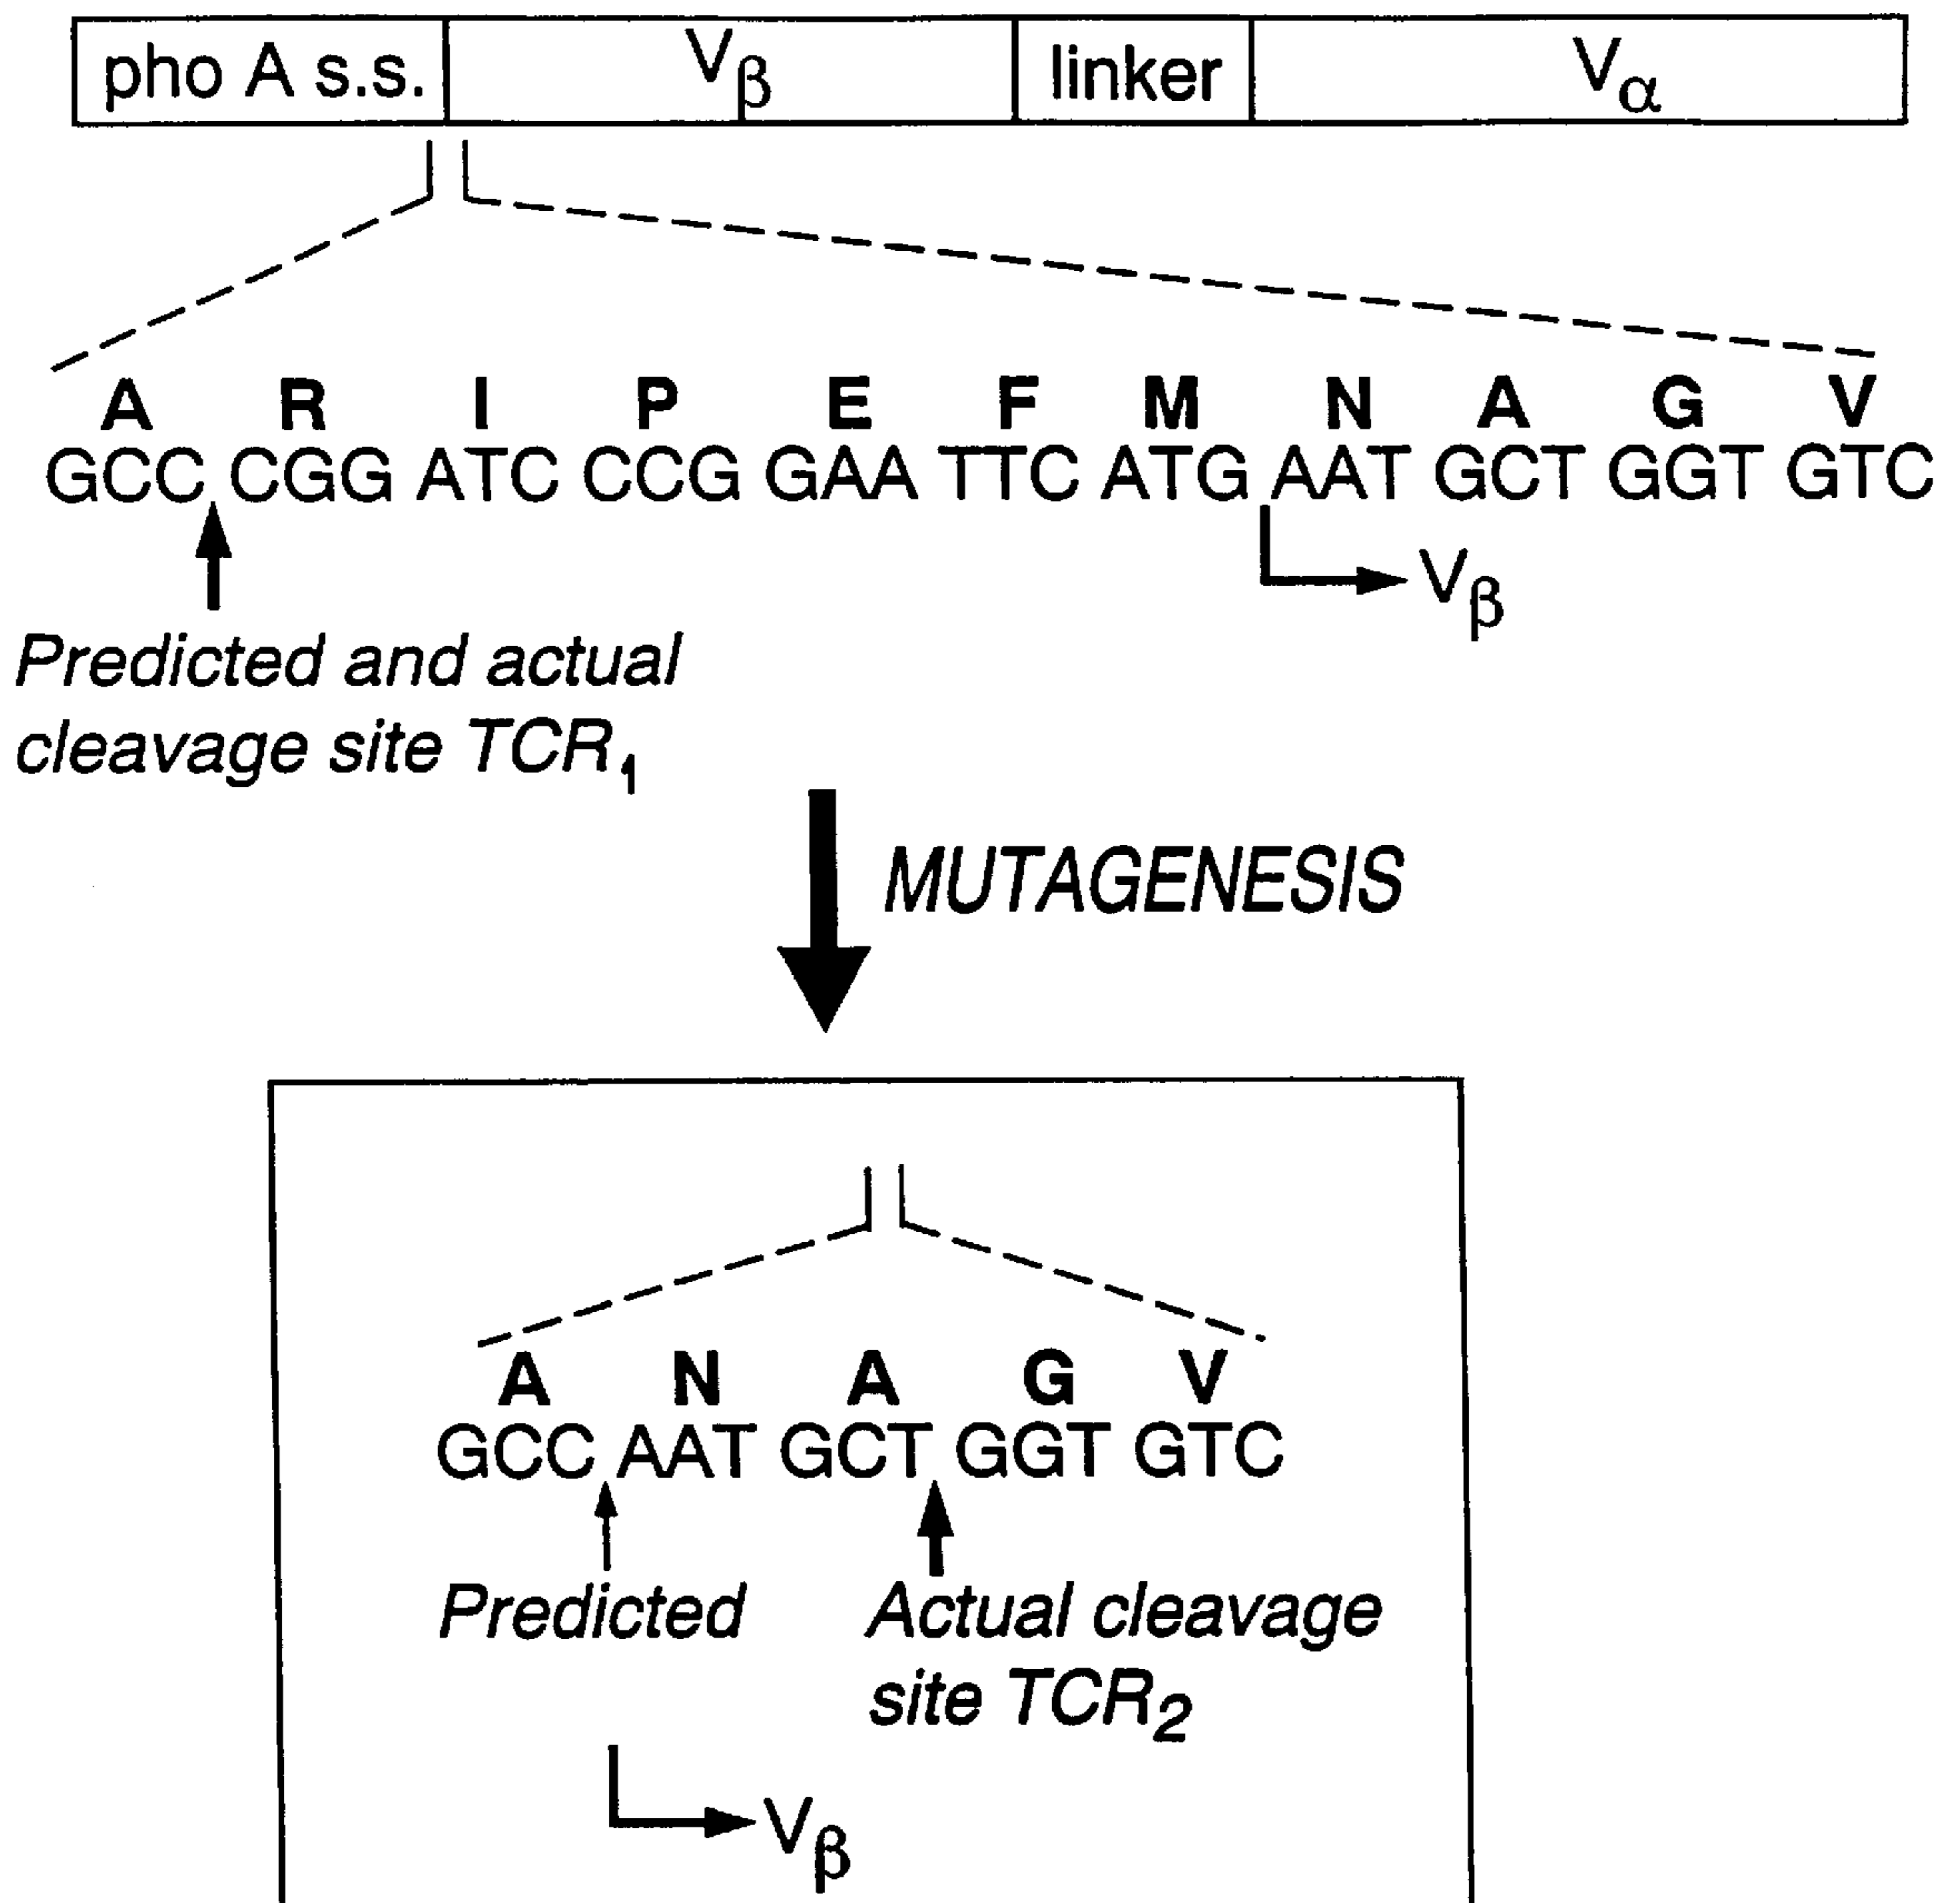 pho A s.s. Vβ linker Vα
A R I P E F M N A G V
GCC CGG ATC CCG GAA TTC ATG AAT GCT GGT GTC
Vβ
Predicted and actual
cleavage site TCR1
MUTAGENESIS
A N A G V
GCC AAT GCT GGT GTC
Predicted Actual cleavage
site TCR2
Vβ